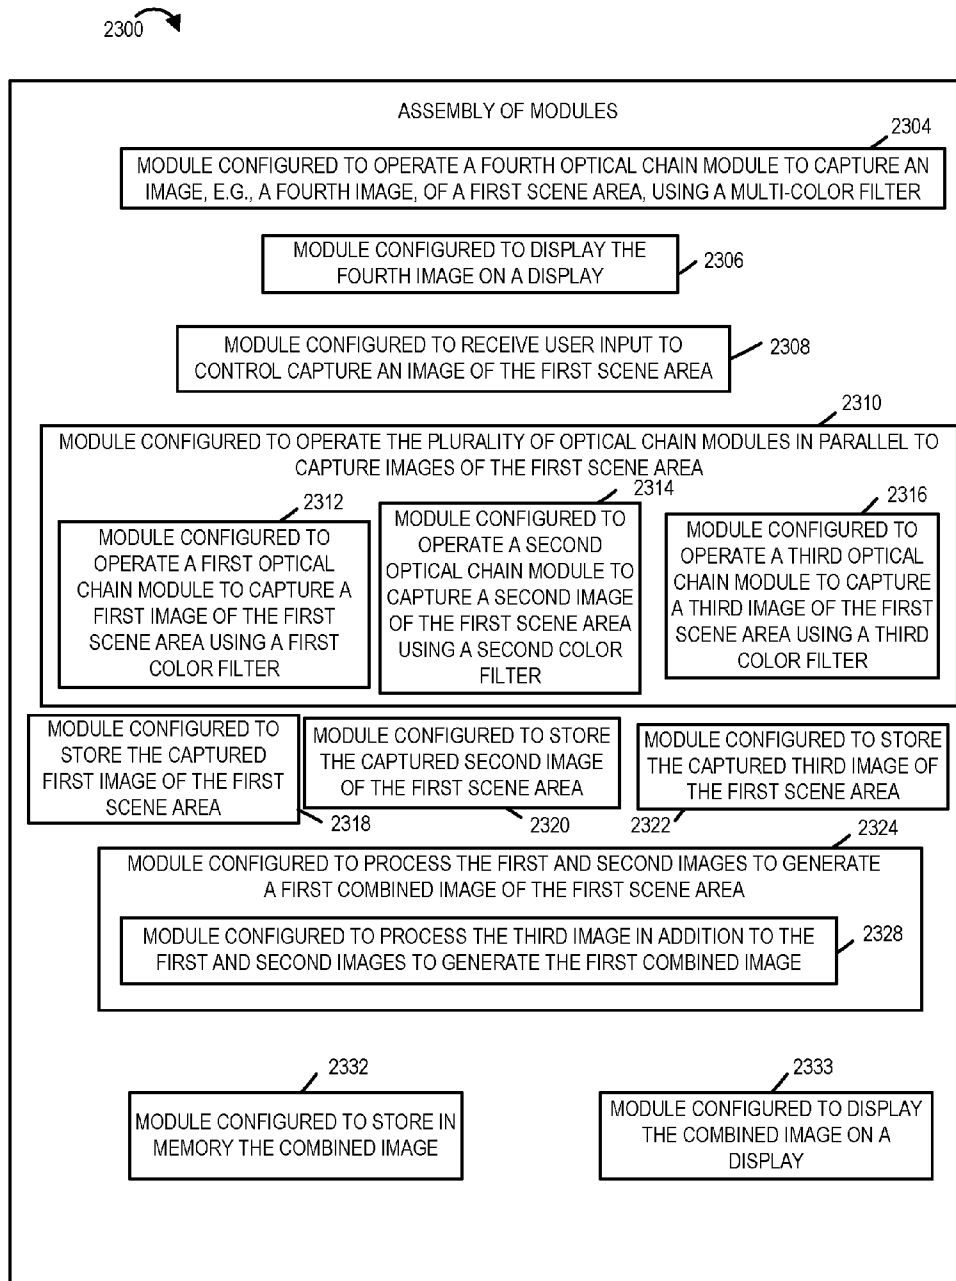 2300
ASSEMBLY OF MODULES
2304
MODULE CONFIGURED TO OPERATE A FOURTH OPTICAL CHAIN MODULE TO CAPTURE AN
IMAGE, E.G., A FOURTH IMAGE, OF A FIRST SCENE AREA, USING A MULTI-COLOR FILTER
MODULE CONFIGURED TO DISPLAY THE
FOURTH IMAGE ON A DISPLAY
2306
MODULE CONFIGURED TO RECEIVE USER INPUT TO
CONTROL CAPTURE AN IMAGE OF THE FIRST SCENE AREA
2308
2310
MODULE CONFIGURED TO OPERATE THE PLURALITY OF OPTICAL CHAIN MODULES IN PARALLEL TO
CAPTURE IMAGES OF THE FIRST SCENE AREA
2312
MODULE CONFIGURED TO
OPERATE A FIRST OPTICAL
CHAIN MODULE TO CAPTURE A
FIRST IMAGE OF THE FIRST
SCENE AREA USING A FIRST
COLOR FILTER
2314
MODULE CONFIGURED TO
OPERATE A SECOND
OPTICAL CHAIN MODULE TO
CAPTURE A SECOND IMAGE
OF THE FIRST SCENE AREA
USING A SECOND COLOR
FILTER
2316
MODULE CONFIGURED TO
OPERATE A THIRD OPTICAL
CHAIN MODULE TO CAPTURE
A THIRD IMAGE OF THE FIRST
SCENE AREA USING A THIRD
COLOR FILTER
MODULE CONFIGURED TO
STORE THE CAPTURED
FIRST IMAGE OF THE FIRST
SCENE AREA
2318
MODULE CONFIGURED TO STORE
THE CAPTURED SECOND IMAGE
OF THE FIRST SCENE AREA
2320
MODULE CONFIGURED TO STORE
THE CAPTURED THIRD IMAGE OF
THE FIRST SCENE AREA
2322
2324
MODULE CONFIGURED TO PROCESS THE FIRST AND SECOND IMAGES TO GENERATE
A FIRST COMBINED IMAGE OF THE FIRST SCENE AREA
MODULE CONFIGURED TO PROCESS THE THIRD IMAGE IN ADDITION TO THE
FIRST AND SECOND IMAGES TO GENERATE THE FIRST COMBINED IMAGE
2328
2332
MODULE CONFIGURED TO STORE IN
MEMORY THE COMBINED IMAGE
2333
MODULE CONFIGURED TO DISPLAY
THE COMBINED IMAGE ON A
DISPLAY